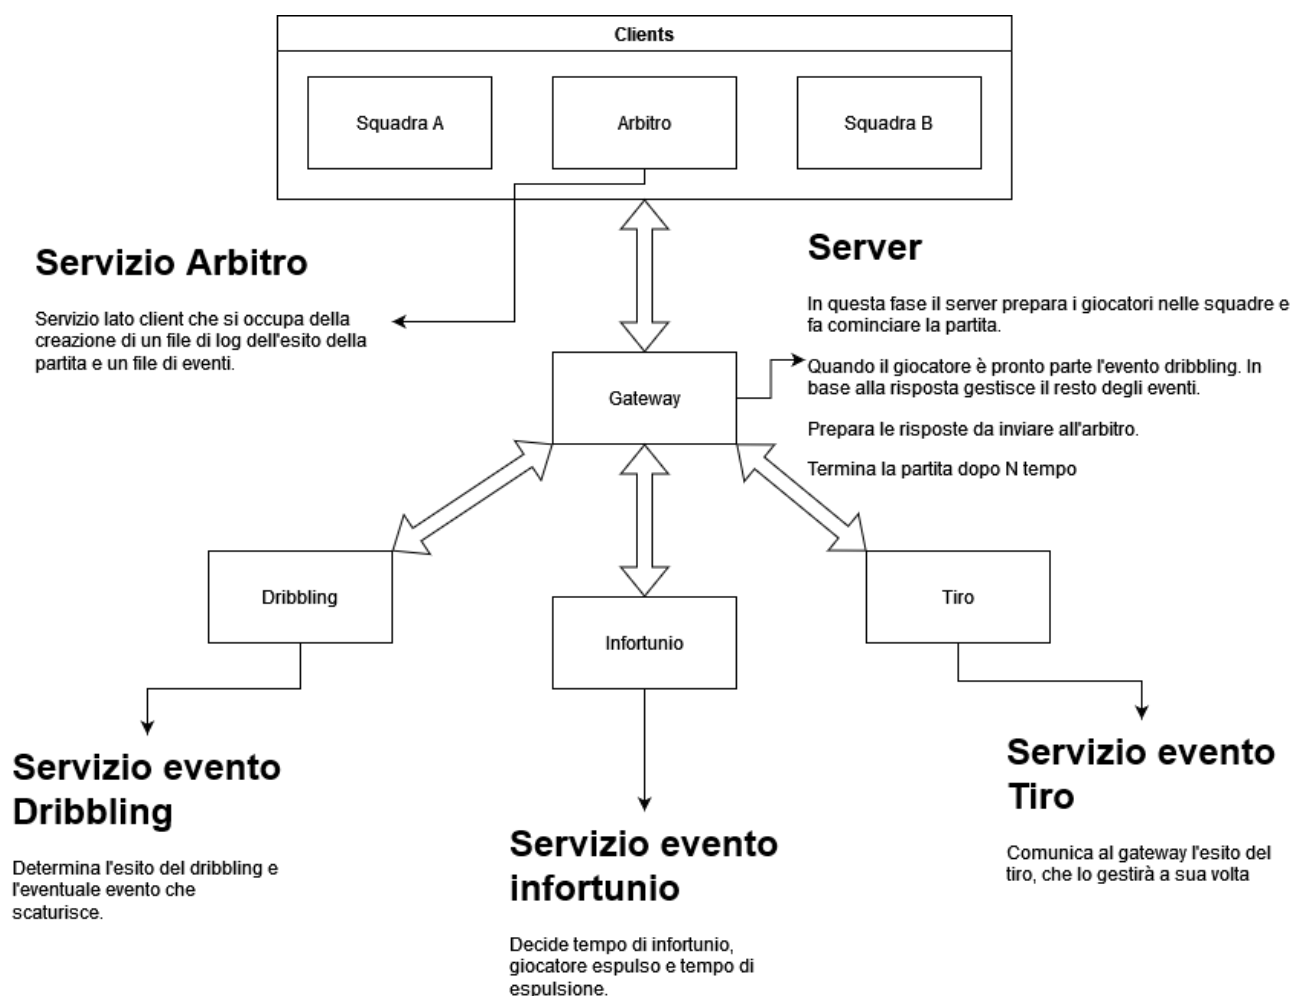 Clients
Squadra A
Arbitro
Squadra B
Servizio Arbitro
Servizio lato client che si occupa della
creazione di un file di log dell'esito della
partita e un file di eventi.
Server
In questa fase il server prepara i giocatori nelle squadre e
fa cominciare la partita.
Quando il giocatore è pronto parte l'evento dribbling. In
base alla risposta gestisce il resto degli eventi.
Prepara le risposte da inviare all'arbitro.
Termina la partita dopo N tempo
Gateway
Dribbling
Infortunio
Tiro
Servizio evento
Dribbling
Determina l'esito del dribbling e
l'eventuale evento che
scaturisce.
Servizio evento
infortunio
Decide tempo di infortunio,
giocatore espulso e tempo di
espulsione.
Servizio evento
Tiro
Comunica al gateway l'esito del
tiro, che lo gestirà a sua volta